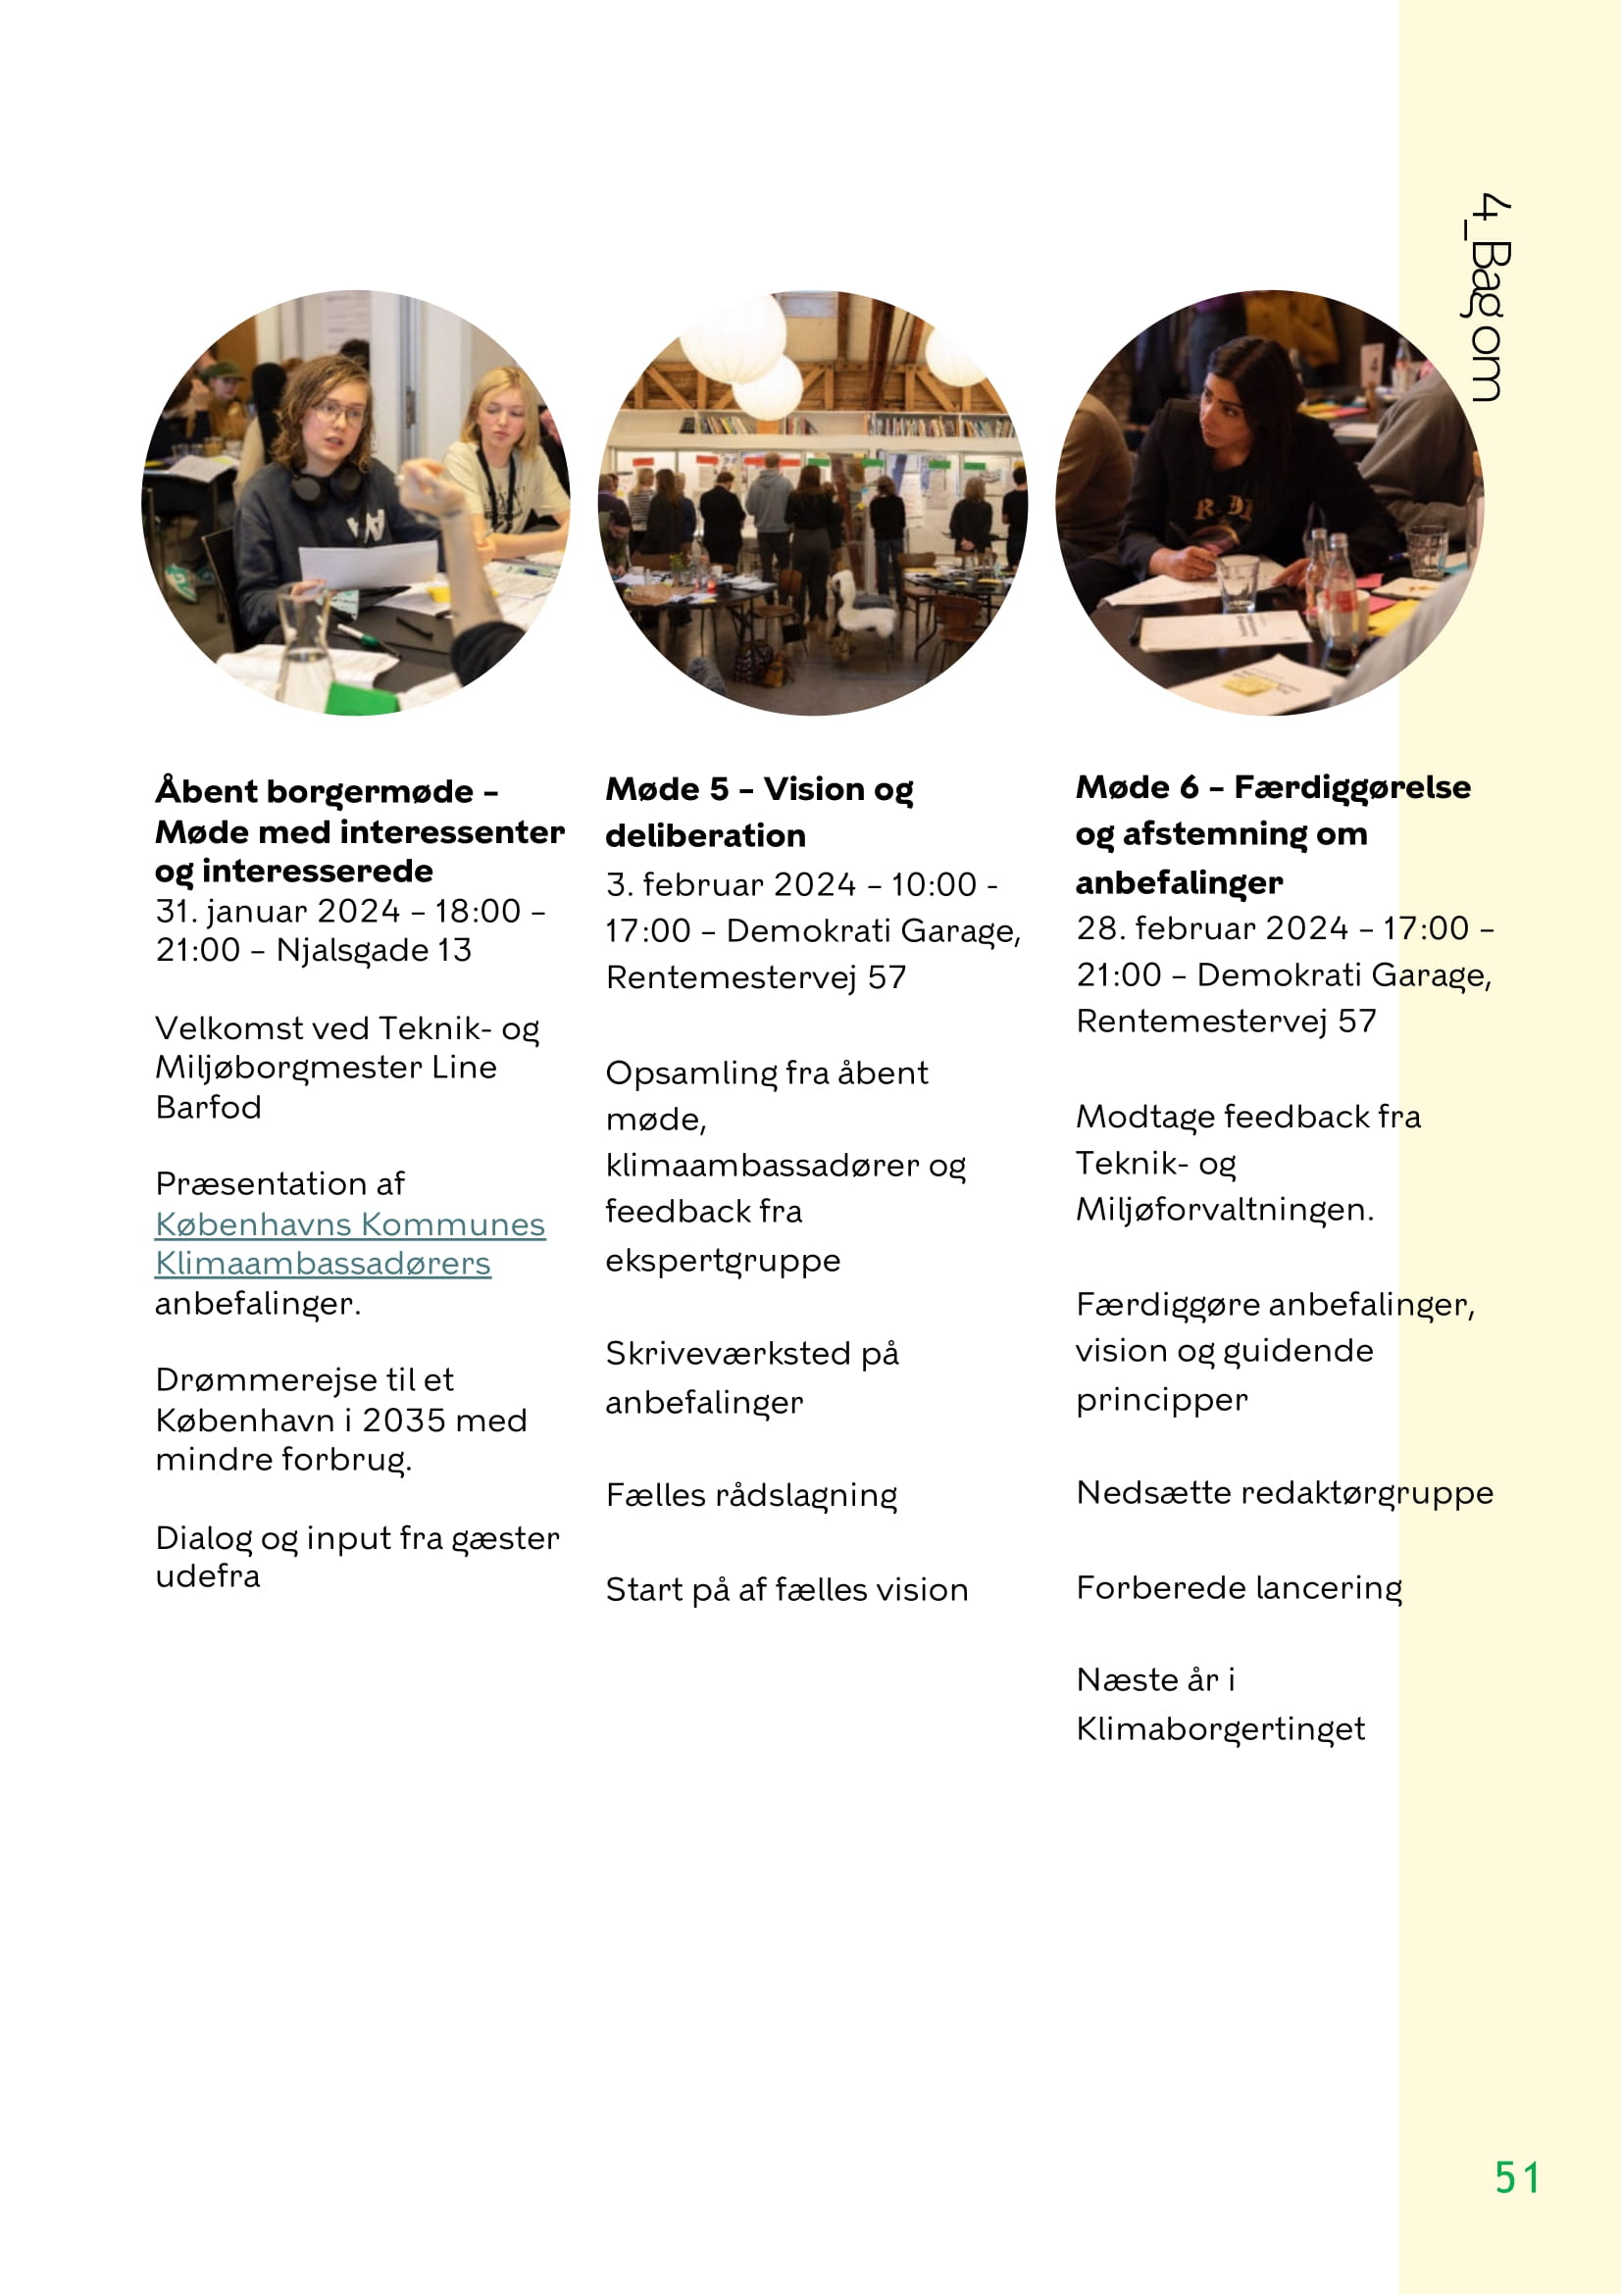 4_Bag om
Åbent borgermøde –
Møde med interessenter
og interesserede
31. januar 2024 – 18:00 –
21:00 – Njalsgade 13
Velkomst ved Teknik- og
Miljøborgmester Line
Barfod
Præsentation af
Københavns Kommunes
Klimaambassadørers
anbefalinger.
Drømmerejse til et
København i 2035 med
mindre forbrug.
Dialog og input fra gæster
udefra
Møde 5 – Vision og
deliberation
3. februar 2024 – 10:00 -
17:00 – Demokrati Garage,
Rentemestervej 57
Opsamling fra åbent
møde,
klimaambassadører og
feedback fra
ekspertgruppe
Skriveværksted på
anbefalinger
Fælles rådslagning
Start på af fælles vision
Møde 6 – Færdiggørelse
og afstemning om
anbefalinger
28. februar 2024 – 17:00 –
21:00 – Demokrati Garage,
Rentemestervej 57
Modtage feedback fra
Teknik- og
Miljøforvaltningen.
Færdiggøre anbefalinger,
vision og guidende
principper
Nedsætte redaktørgruppe
Forberede lancering
Næste år i
Klimaborgertinget
51